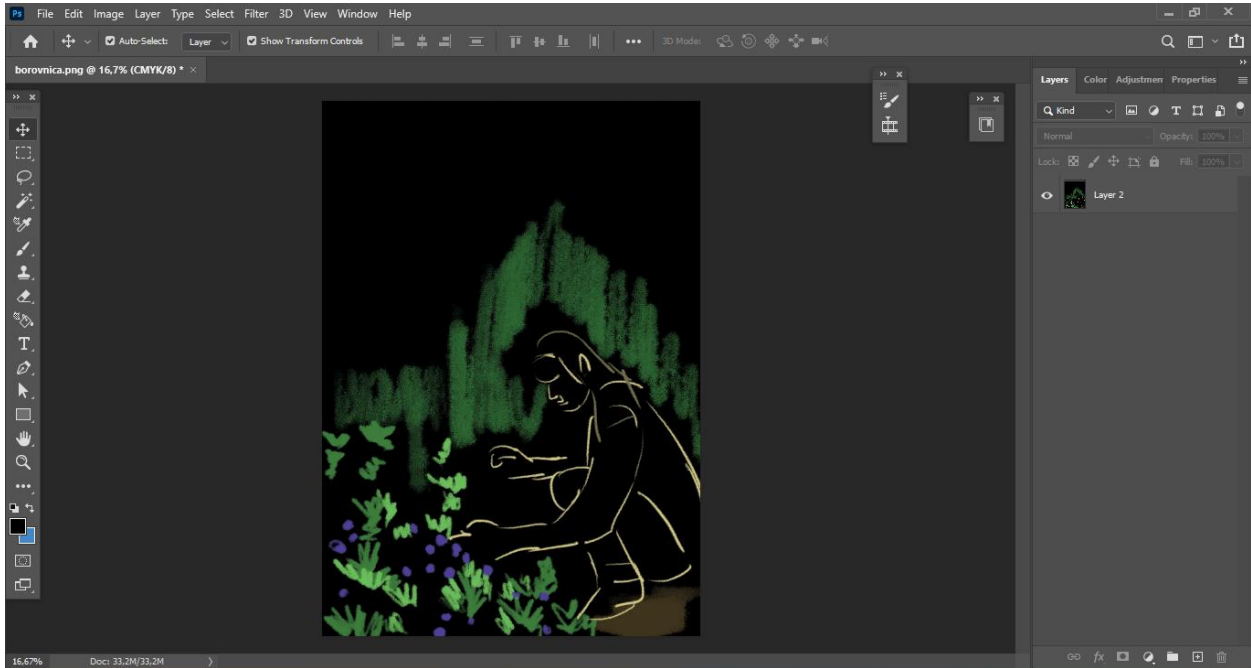 Ps File Edit Image Layer Type Select Filter 3D View Window Help
Auto-Select: Layer Show Transform Controls 3D Mode:
borovnica.png @ 16,7% (CMYK/8) *
Layers Color Adjustmen Properties
Kind
Normal Opacity: 100%
Lock: Fill: 100%
Layer 2
16,67% Doc: 33,2M/33,2M